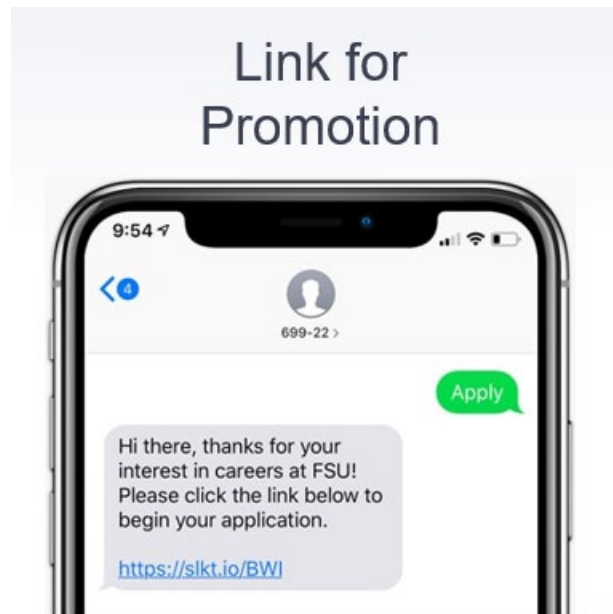 Link for
Promotion
9:54
4
699-22 >
Apply
Hi there, thanks for your
interest in careers at FSU!
Please click the link below to
begin your application.
https://slkt.io/BWI